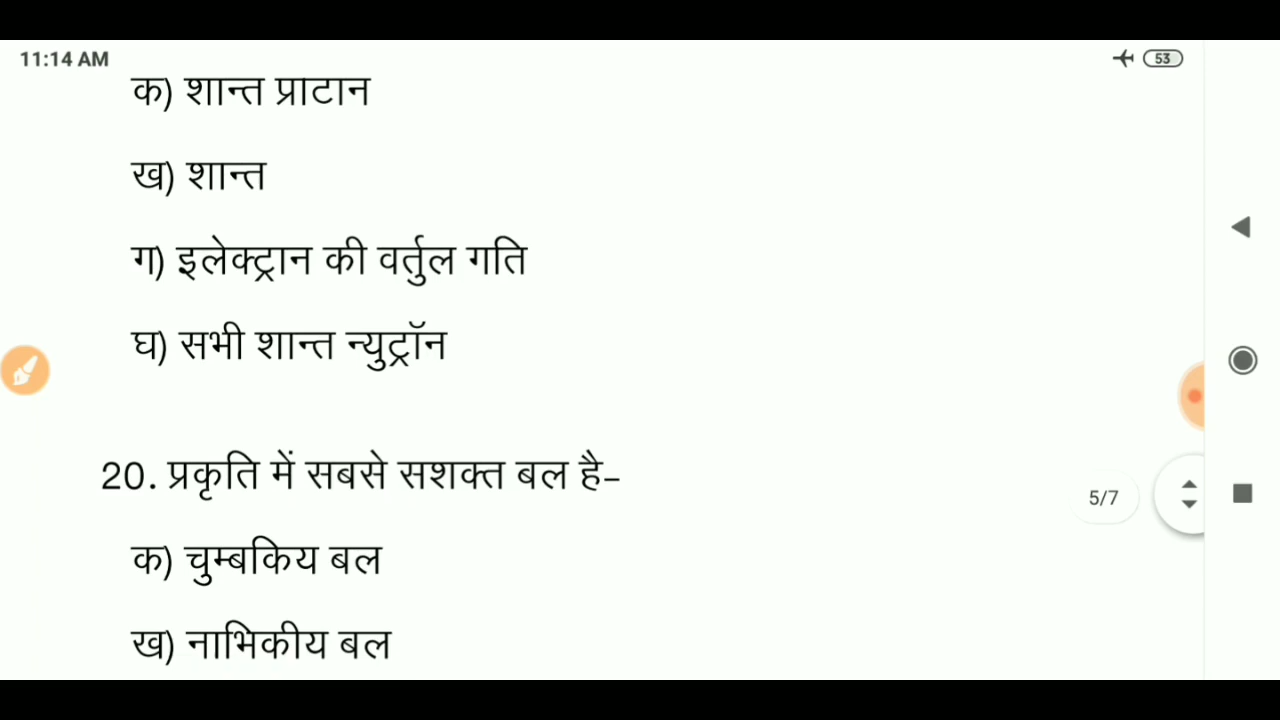 11:14 AM
53
क) शान्त प्राटान
ख) शान्त
ग) इलेक्ट्रान की वर्तुल गति
घ) सभी शान्त न्युट्रॉन
20. प्रकृति में सबसे सशक्त बल है-
5/7
क) चुम्बकिय बल
ख) नाभिकीय बल